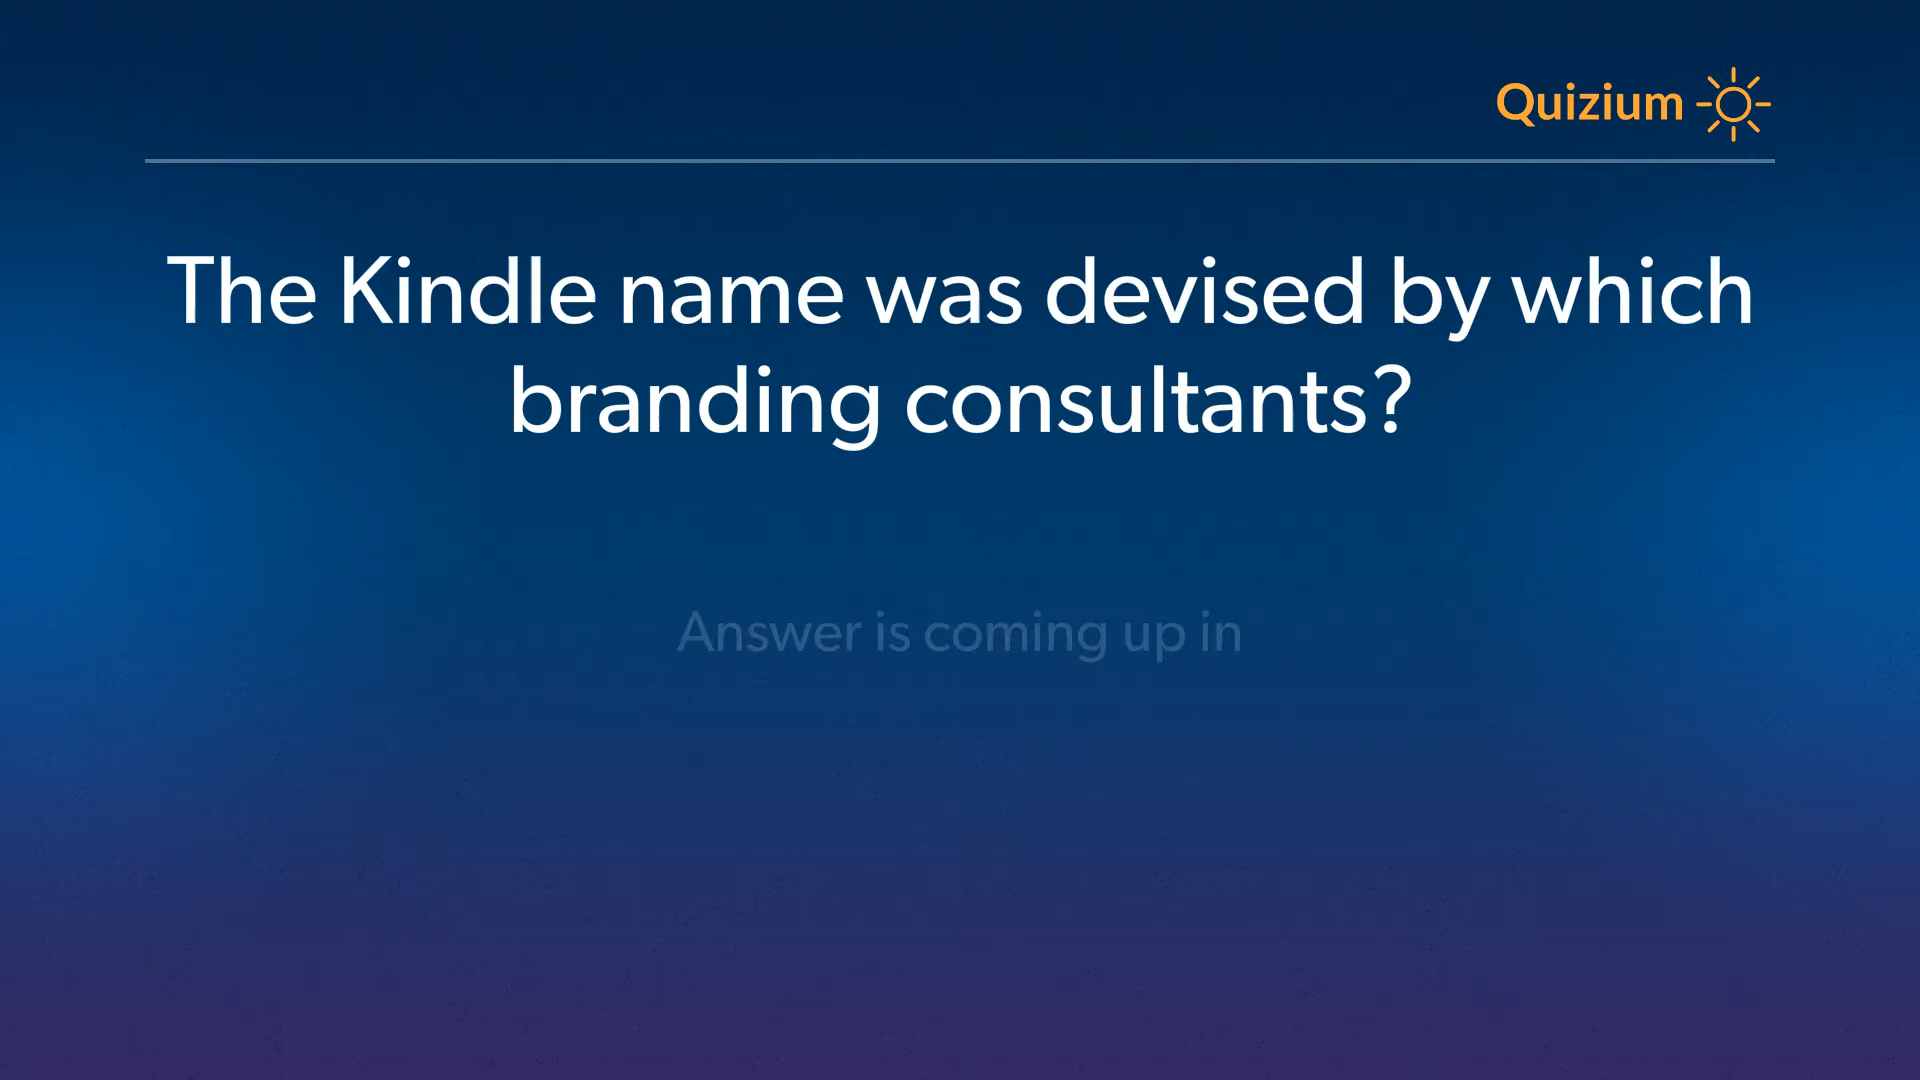 Quizium
The Kindle name was devised by which
branding consultants?
Answer is coming up in